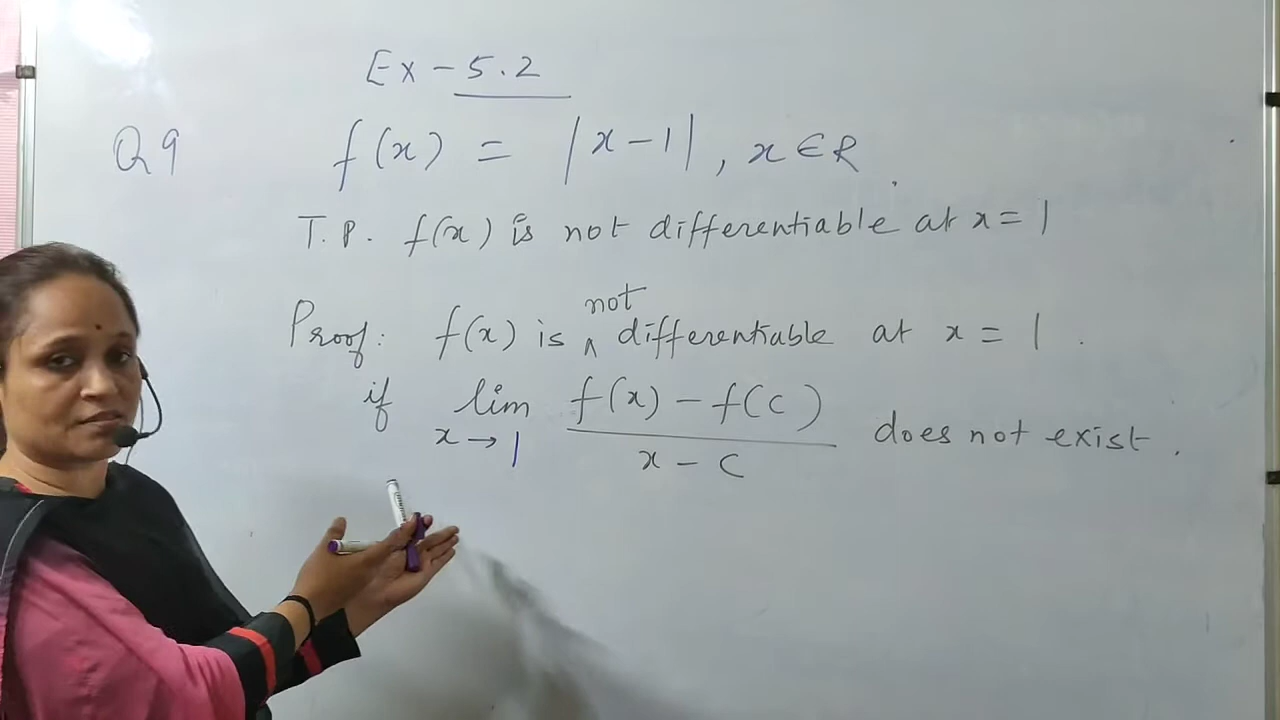 Ex - 5.2
Q 9 f(x) = |x-1|, x ∈ R
T.P. f(x) is not differentiable at x = 1
Proof: f(x) is ^ not differentiable at x = 1.
if lim x→1 f(x) - f(c) / x - c does not exist.